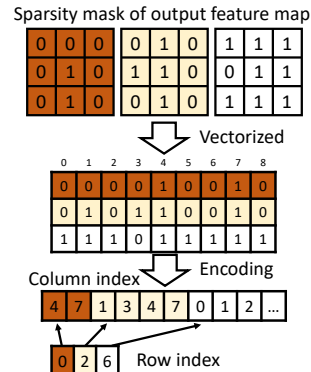 Sparsity mask of output feature map
0 0 0 0 1 0 1 1 1
0 1 0 1 1 0 0 1 1
0 1 0 0 1 0 1 1 1
Vectorized
0 1 2 3 4 5 6 7 8
0 0 0 0 1 0 0 1 0
0 1 0 1 1 0 0 1 0
1 1 1 0 1 1 1 1 1
Encoding
Column index
4 7 1 3 4 7 0 1 2 ...
0 2 6 Row index